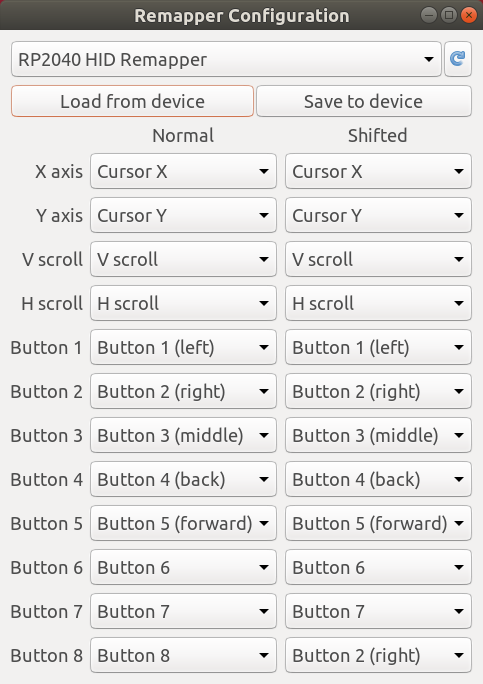 Remapper Configuration
RP2040 HID Remapper
Load from device Save to device
Normal Shifted
X axis Cursor X Cursor X
Y axis Cursor Y Cursor Y
V scroll V scroll V scroll
H scroll H scroll H scroll
Button 1 Button 1 (left) Button 1 (left)
Button 2 Button 2 (right) Button 2 (right)
Button 3 Button 3 (middle) Button 3 (middle)
Button 4 Button 4 (back) Button 4 (back)
Button 5 Button 5 (forward) Button 5 (forward)
Button 6 Button 6 Button 6
Button 7 Button 7 Button 7
Button 8 Button 8 Button 2 (right)